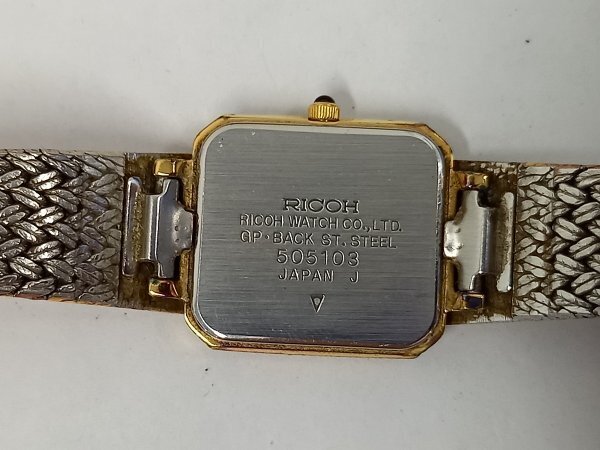 RICOH
RICOH WATCH CO., LTD.
GP・BACK ST. STEEL
505103
JAPAN J